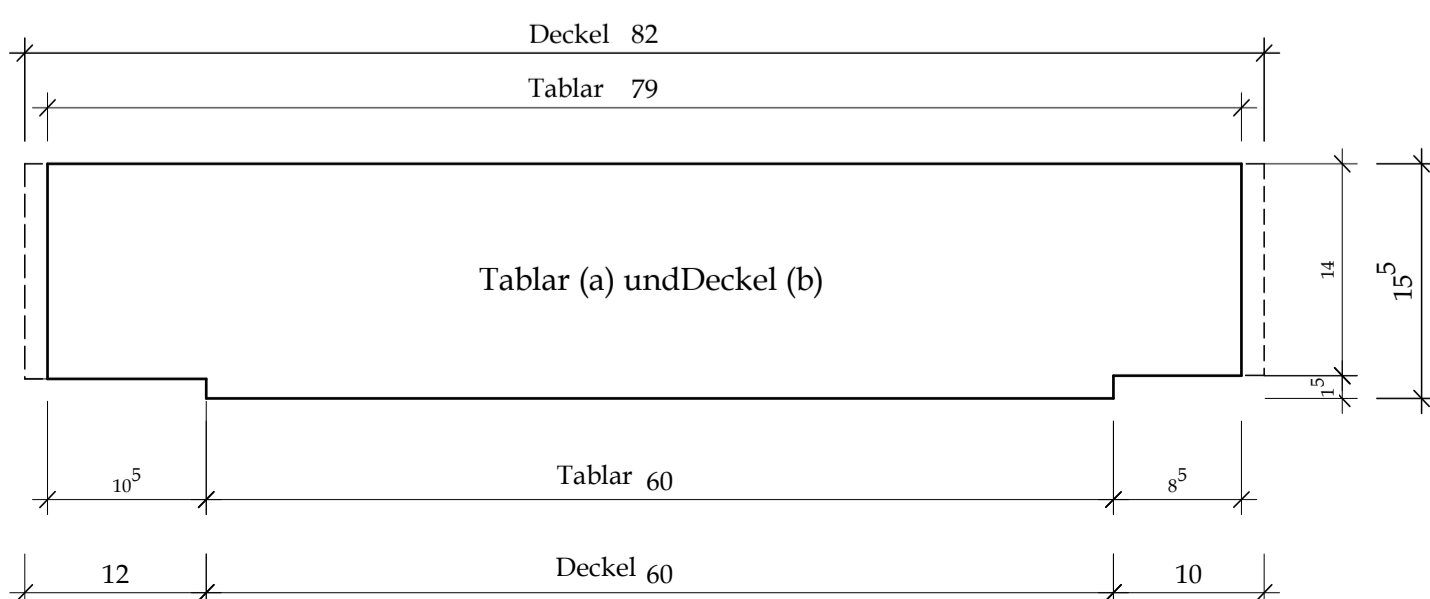 Deckel 82
Tablar 79
Tablar (a) undDeckel (b)
14
15⁵
1⁵
10⁵
Tablar 60
8⁵
12
Deckel 60
10